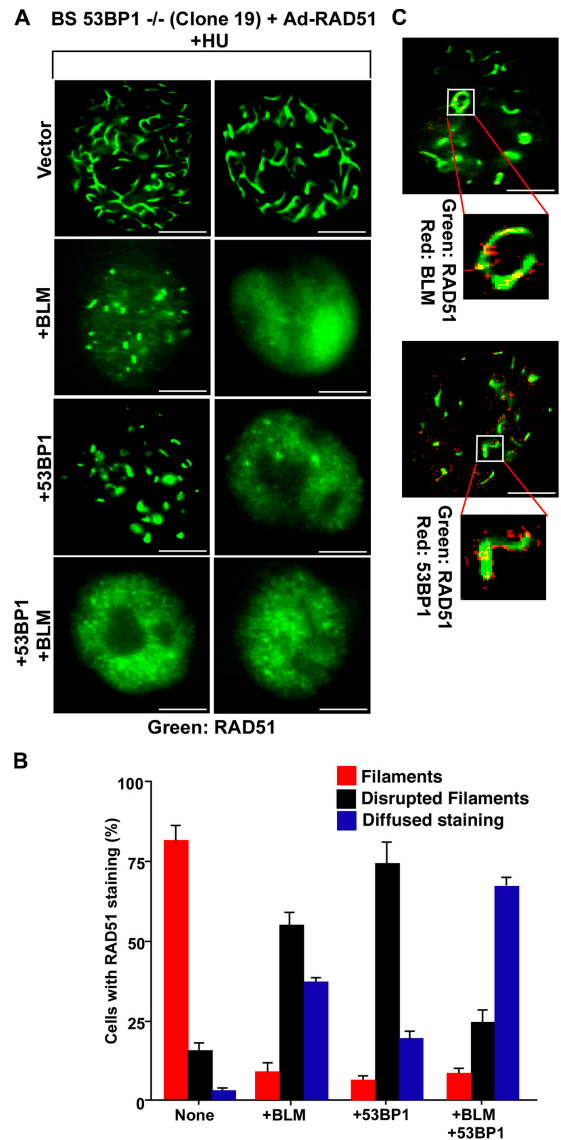 A
BS 53BP1 -/- (Clone 19) + Ad-RAD51
+HU
Vector
+BLM
+53BP1
+53BP1
+BLM
Green: RAD51
C
Green: RAD51
Red: BLM
Green: RAD51
Red: 53BP1
B
Filaments
Disrupted Filaments
Diffused staining
Cells with RAD51 staining (%)
100
75
50
25
0
None
+BLM
+53BP1
+BLM
+53BP1